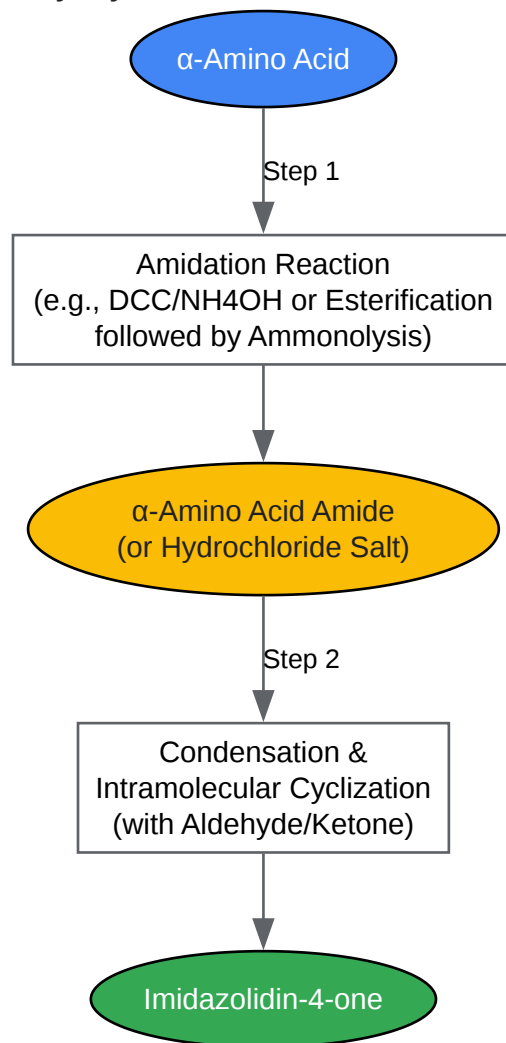 α-Amino Acid
Step 1
Amidation Reaction
(e.g., DCC/NH4OH or Esterification
followed by Ammonolysis)
α-Amino Acid Amide
(or Hydrochloride Salt)
Step 2
Condensation &
Intramolecular Cyclization
(with Aldehyde/Ketone)
Imidazolidin-4-one